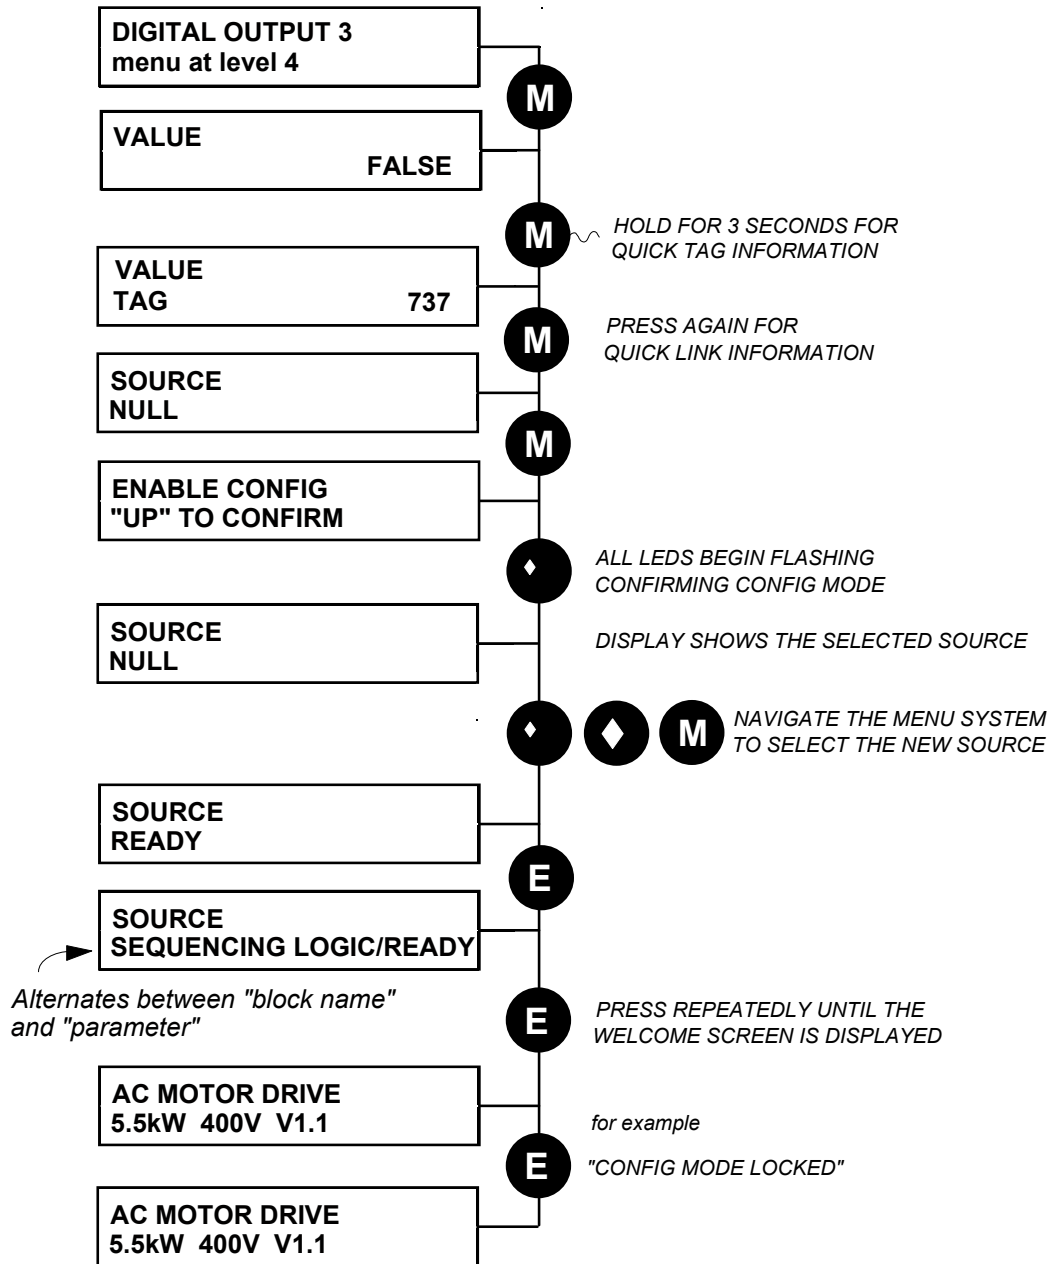 DIGITAL OUTPUT 3
menu at level 4
M
VALUE
FALSE
M
HOLD FOR 3 SECONDS FOR
QUICK TAG INFORMATION
VALUE
TAG 737
M
PRESS AGAIN FOR
QUICK LINK INFORMATION
SOURCE
NULL
M
ENABLE CONFIG
"UP" TO CONFIRM
ALL LEDS BEGIN FLASHING
CONFIRMING CONFIG MODE
SOURCE
NULL
DISPLAY SHOWS THE SELECTED SOURCE
M
NAVIGATE THE MENU SYSTEM
TO SELECT THE NEW SOURCE
SOURCE
READY
E
SOURCE
SEQUENCING LOGIC/READY
Alternates between "block name"
and "parameter"
E
PRESS REPEATEDLY UNTIL THE
WELCOME SCREEN IS DISPLAYED
AC MOTOR DRIVE
5.5kW 400V V1.1
for example
E
"CONFIG MODE LOCKED"
AC MOTOR DRIVE
5.5kW 400V V1.1